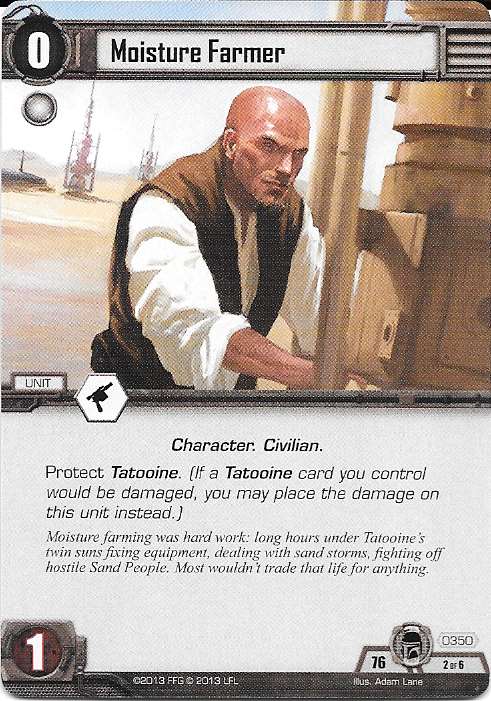 0
Moisture Farmer
UNIT
Character. Civilian.
Protect Tatooine. (If a Tatooine card you control
would be damaged, you may place the damage on
this unit instead.)
Moisture farming was hard work: long hours under Tatooine's
twin suns fixing equipment, dealing with sand storms, fighting off
hostile Sand People. Most wouldn't trade that life for anything.
1
©2013 FFG © 2013 LFL
Illus. Adam Lane
76
2 OF 6
0350